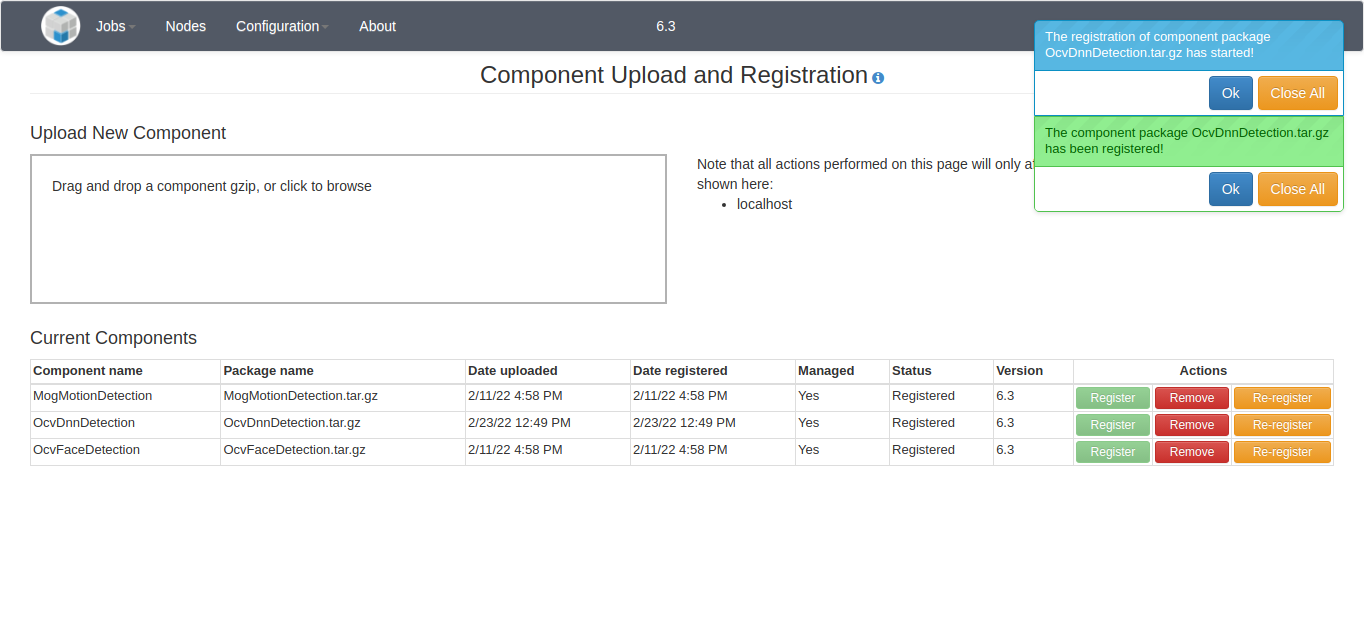 Jobs Nodes Configuration About 6.3
The registration of component package
OcvDnnDetection.tar.gz has started!
Ok Close All
The component package OcvDnnDetection.tar.gz
has been registered!
Ok Close All
Component Upload and Registration
Upload New Component
Drag and drop a component gzip, or click to browse
Note that all actions performed on this page will only
shown here:
• localhost
Current Components
Component name Package name Date uploaded Date registered Managed Status Version Actions
MogMotionDetection MogMotionDetection.tar.gz 2/11/22 4:58 PM 2/11/22 4:58 PM Yes Registered 6.3 Register Remove Re-register
OcvDnnDetection OcvDnnDetection.tar.gz 2/23/22 12:49 PM 2/23/22 12:49 PM Yes Registered 6.3 Register Remove Re-register
OcvFaceDetection OcvFaceDetection.tar.gz 2/11/22 4:58 PM 2/11/22 4:58 PM Yes Registered 6.3 Register Remove Re-register